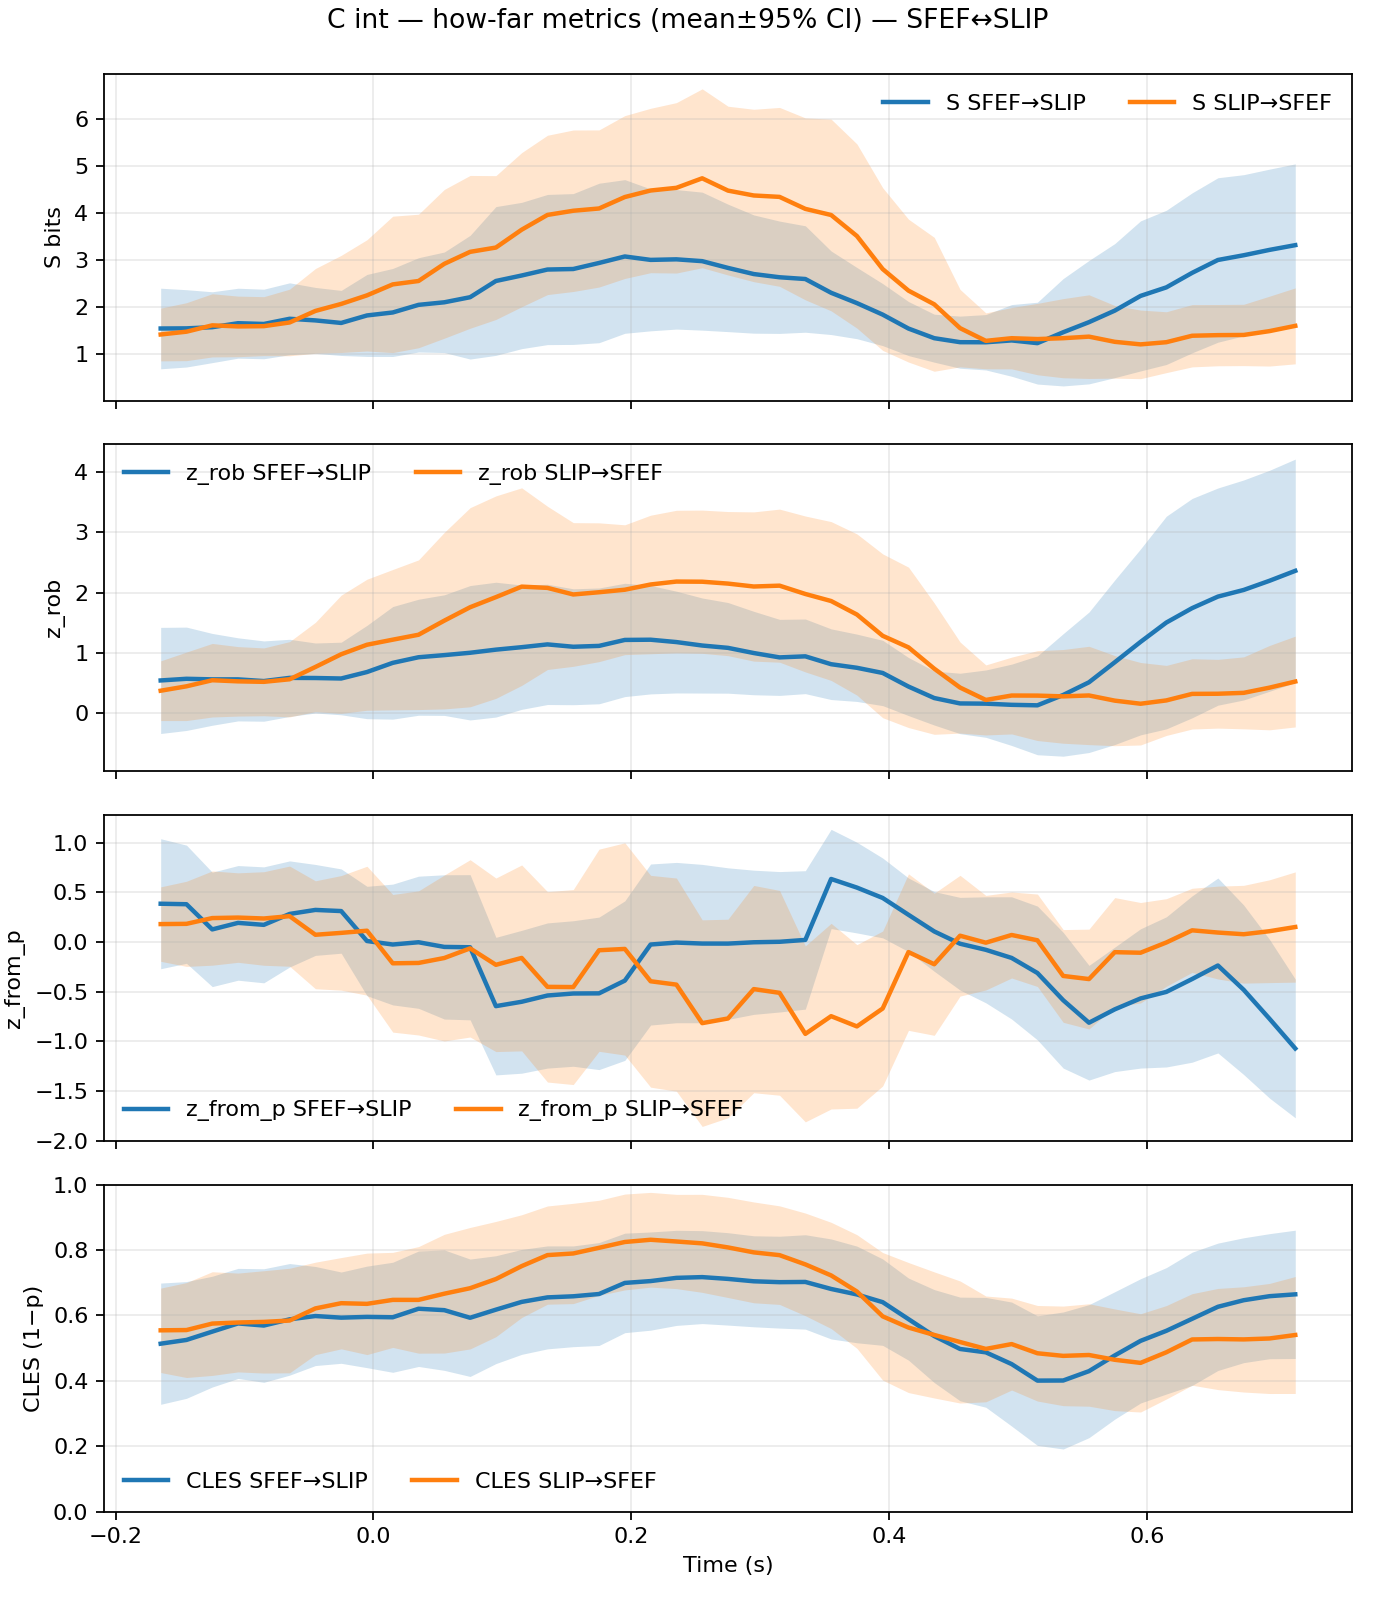 C int — how-far metrics (mean±95% CI) — SFEF↔SLIP
S SFEF→SLIP
S SLIP→SFEF
S bits
6
5
4
3
2
1
z_rob SFEF→SLIP
z_rob SLIP→SFEF
z_rob
4
3
2
1
0
z_from_p
1.0
0.5
0.0
−0.5
−1.0
−1.5
−2.0
z_from_p SFEF→SLIP
z_from_p SLIP→SFEF
CLES (1−p)
1.0
0.8
0.6
0.4
0.2
0.0
CLES SFEF→SLIP
CLES SLIP→SFEF
−0.2
0.0
0.2
0.4
0.6
Time (s)